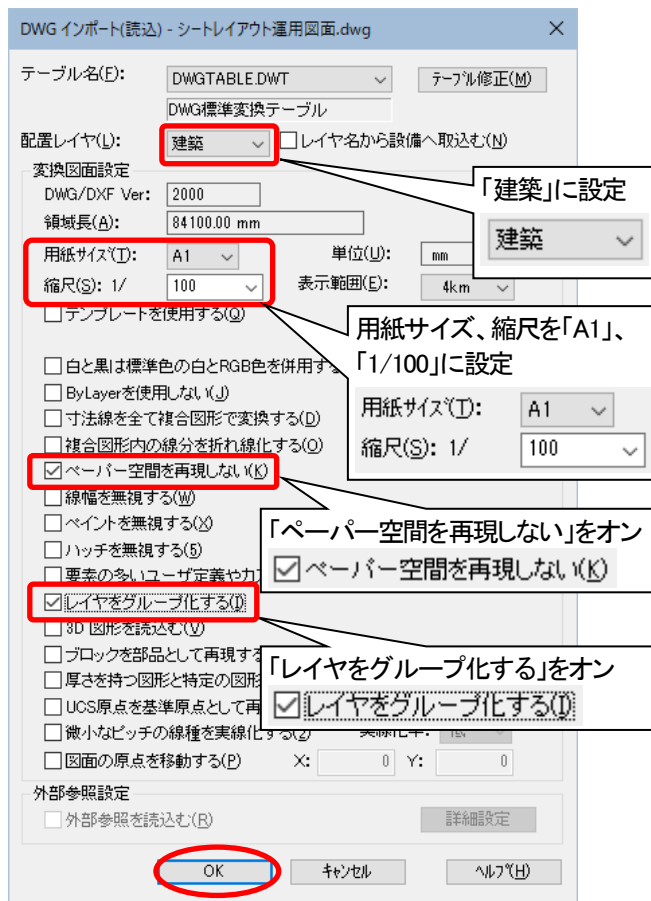 DWG インポート(読込) - シートレイアウト運用図面.dwg
テーブル名(F): DWGTABLE.DWT テーブル修正(M)
DWG標準変換テーブル
配置レイヤ(L): 建築 レイヤ名から設備へ取込む(N)
変換図面設定
DWG/DXF Ver: 2000
「建築」に設定
領域長(A): 84100.00 mm
建築
用紙サイズ(T): A1 単位(U): mm
縮尺(S): 1/ 100 表示範囲(E): 4km
テンプレートを使用する(Q)
用紙サイズ、縮尺を「A1」、
「1/100」に設定
白と黒は標準色の白とRGB色を併用す
ByLayerを使用しない(J)
用紙サイズ(T): A1
寸法線を全て複合図形で変換する(D)
縮尺(S): 1/ 100
複合図形内の線分を折れ線化する(O)
ペーパー空間を再現しない(K)
線幅を無視する(W)
ペイントを無視する(X)
「ペーパー空間を再現しない」をオン
ハッチを無視する(5)
ペーパー空間を再現しない(K)
要素の多いユーザ定義や
レイヤをグループ化する(I)
3D 図形を読込む(V)
ブロックを部品として再現する
「レイヤをグループ化する」をオン
厚さを持つ図形と特定の図形
UCS原点を基準原点として再
レイヤをグループ化する(I)
微小なピッチの線種を実線化する(Z) 実線化率: 低
図面の原点を移動する(P) X: 0 Y: 0
外部参照設定
外部参照を読込む(R) 詳細設定
OK キャンセル ヘルプ(H)